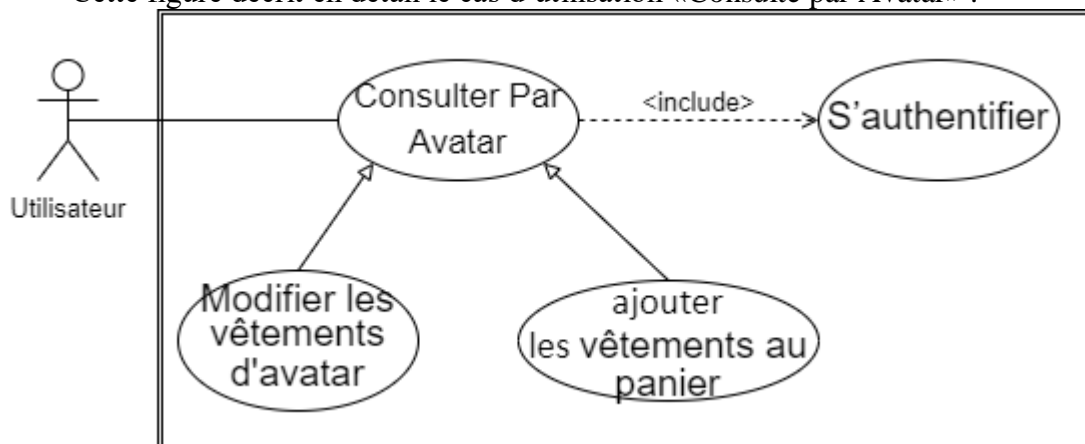 Cette figure décrit en détail le cas d'utilisation «Consulte par Avatar» :
Consulter Par
Avatar
<include>
S'authentifier
Utilisateur
Modifier les
vêtements
d'avatar
ajouter
les vêtements au
panier